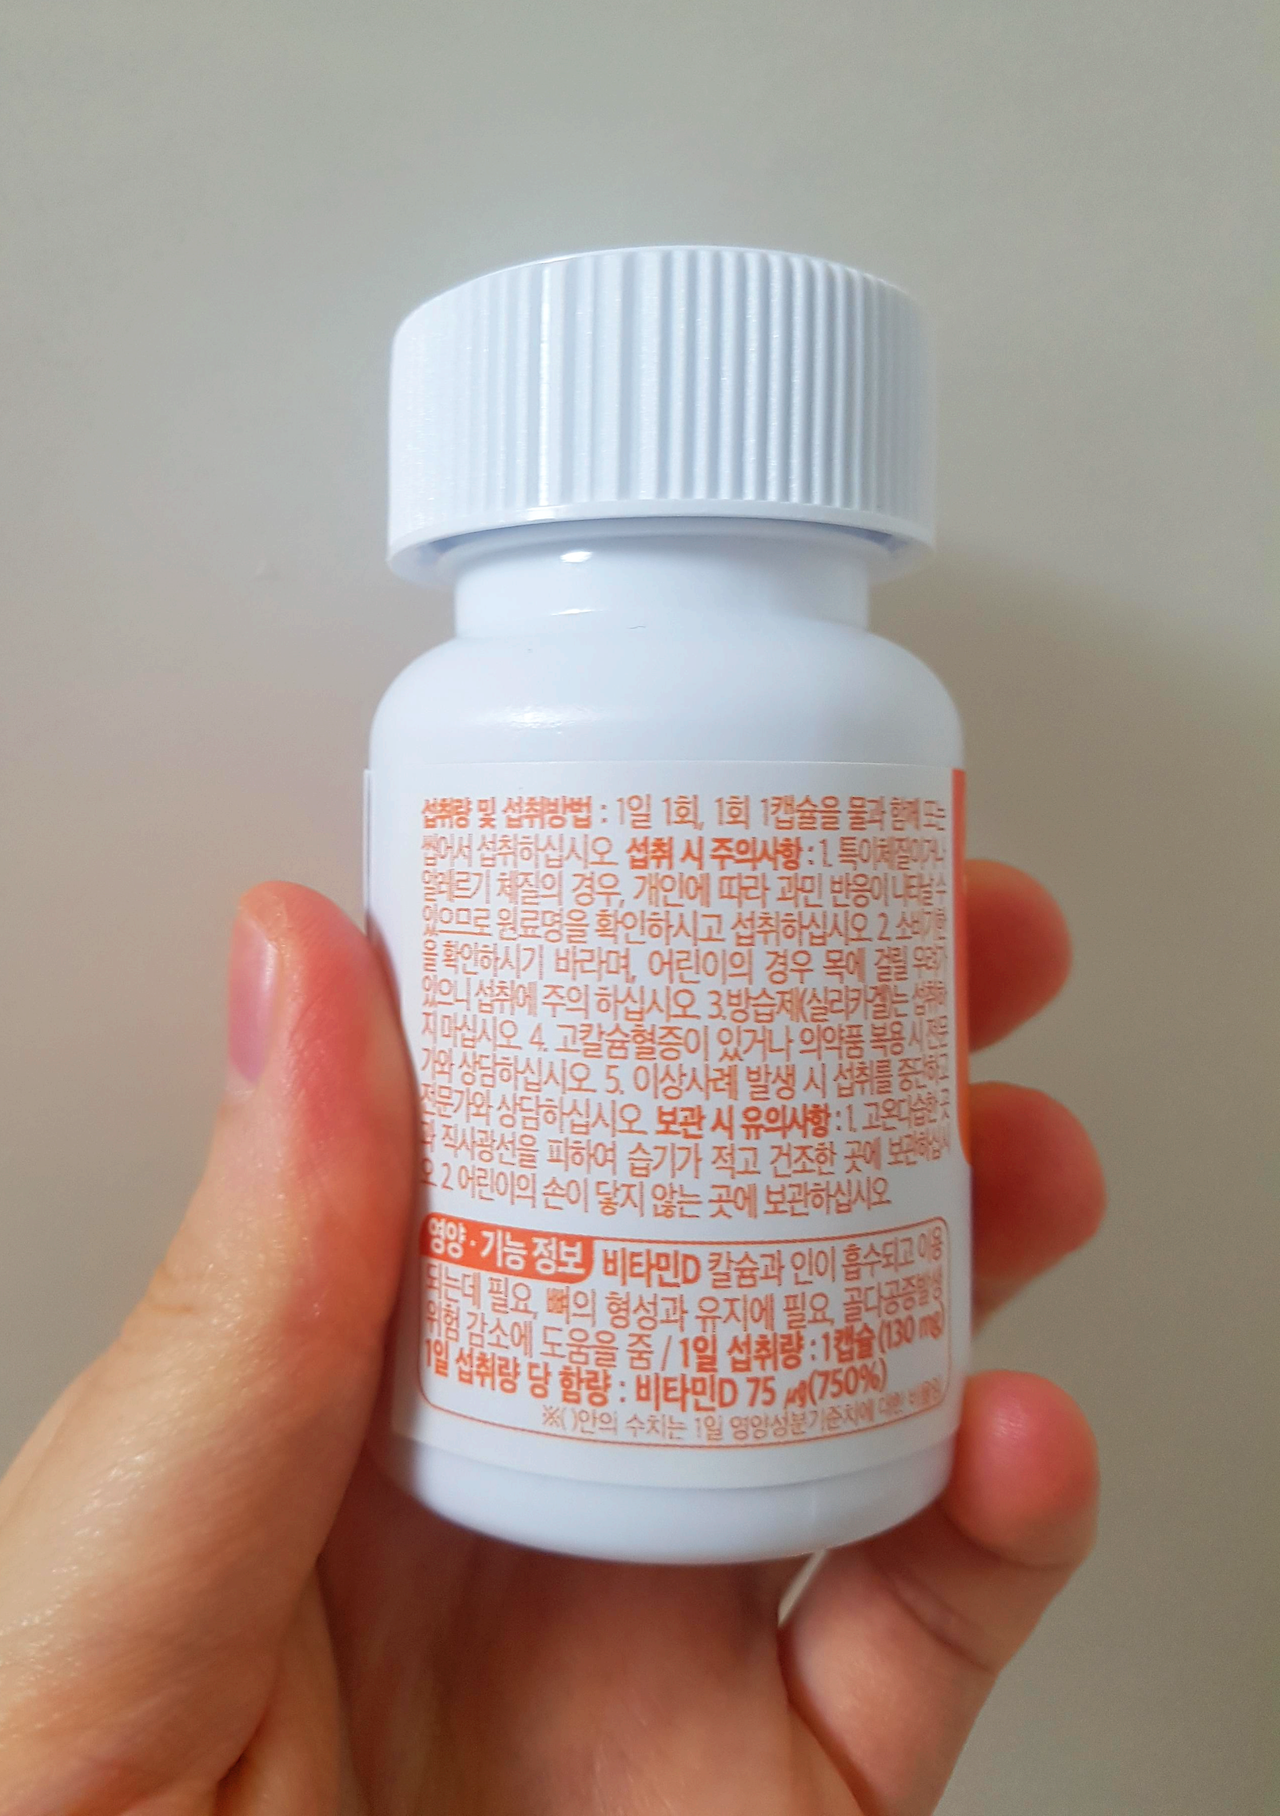 섭취량 및 섭취방법 : 1일 1회, 1회 1캡슐을 물과 함께 또는
씹어서 섭취하십시오 섭취 시 주의사항 : 1. 특이체질이거나
알레르기 체질의 경우, 개인에 따라 과민 반응이 나타날 수
있으므로 원료명을 확인하시고 섭취하십시오 2. 소비기한
을 확인하시기 바라며, 어린이의 경우 목에 걸릴 우려가
있으니 섭취에 주의 하십시오 3.방습제(실리카겔)는 섭취하
지 마십시오 4. 고칼슘혈증이 있거나 의약품 복용 시 전문
가와 상담하십시오 5. 이상사례 발생 시 섭취를 중단하고
전문가와 상담하십시오 보관 시 유의사항 : 1. 고온다습한 곳
와 직사광선을 피하여 습기가 적고 건조한 곳에 보관하십시
오 2. 어린이의 손이 닿지 않는 곳에 보관하십시오
영양·기능 정보 비타민D 칼슘과 인이 흡수되고 이용
되는데 필요, 뼈의 형성과 유지에 필요, 골다공증발생
위험 감소에 도움을 줌 / 1일 섭취량 : 1캡슐 (130 mg)
1일 섭취량 당 함량 : 비타민D 75 ㎍(750%)
※( )안의 수치는 1일 영양성분기준치에 대한 비율임